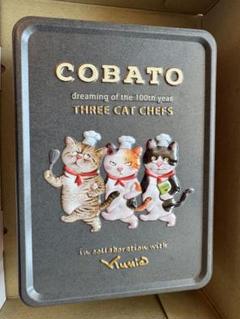 COBATO
dreaming of the 100th year
THREE CAT CHEFS
in collaboration with